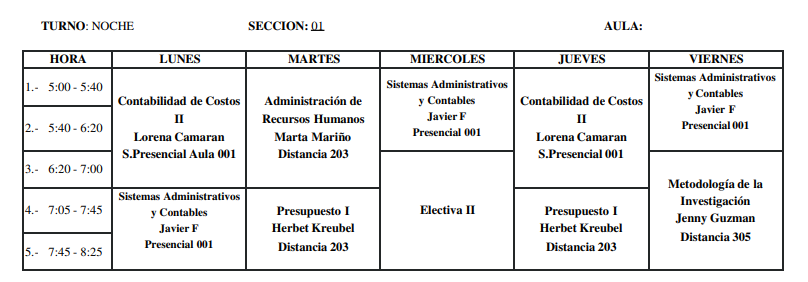 TURNO: NOCHE SECCION: 01 AULA:
HORA LUNES MARTES MIERCOLES JUEVES VIERNES
1.- 5:00 - 5:40
2.- 5:40 - 6:20
3.- 6:20 - 7:00
4.- 7:05 - 7:45
5.- 7:45 - 8:25
Contabilidad de Costos
II
Lorena Camaran
S.Presencial Aula 001
Sistemas Administrativos
y Contables
Javier F
Presencial 001
Administración de
Recursos Humanos
Marta Mariño
Distancia 203
Presupuesto I
Herbet Kreubel
Distancia 203
Sistemas Administrativos
y Contables
Javier F
Presencial 001
Electiva II
Contabilidad de Costos
II
Lorena Camaran
S.Presencial 001
Presupuesto I
Herbet Kreubel
Distancia 203
Sistemas Administrativos
y Contables
Javier F
Presencial 001
Metodología de la
Investigación
Jenny Guzman
Distancia 305